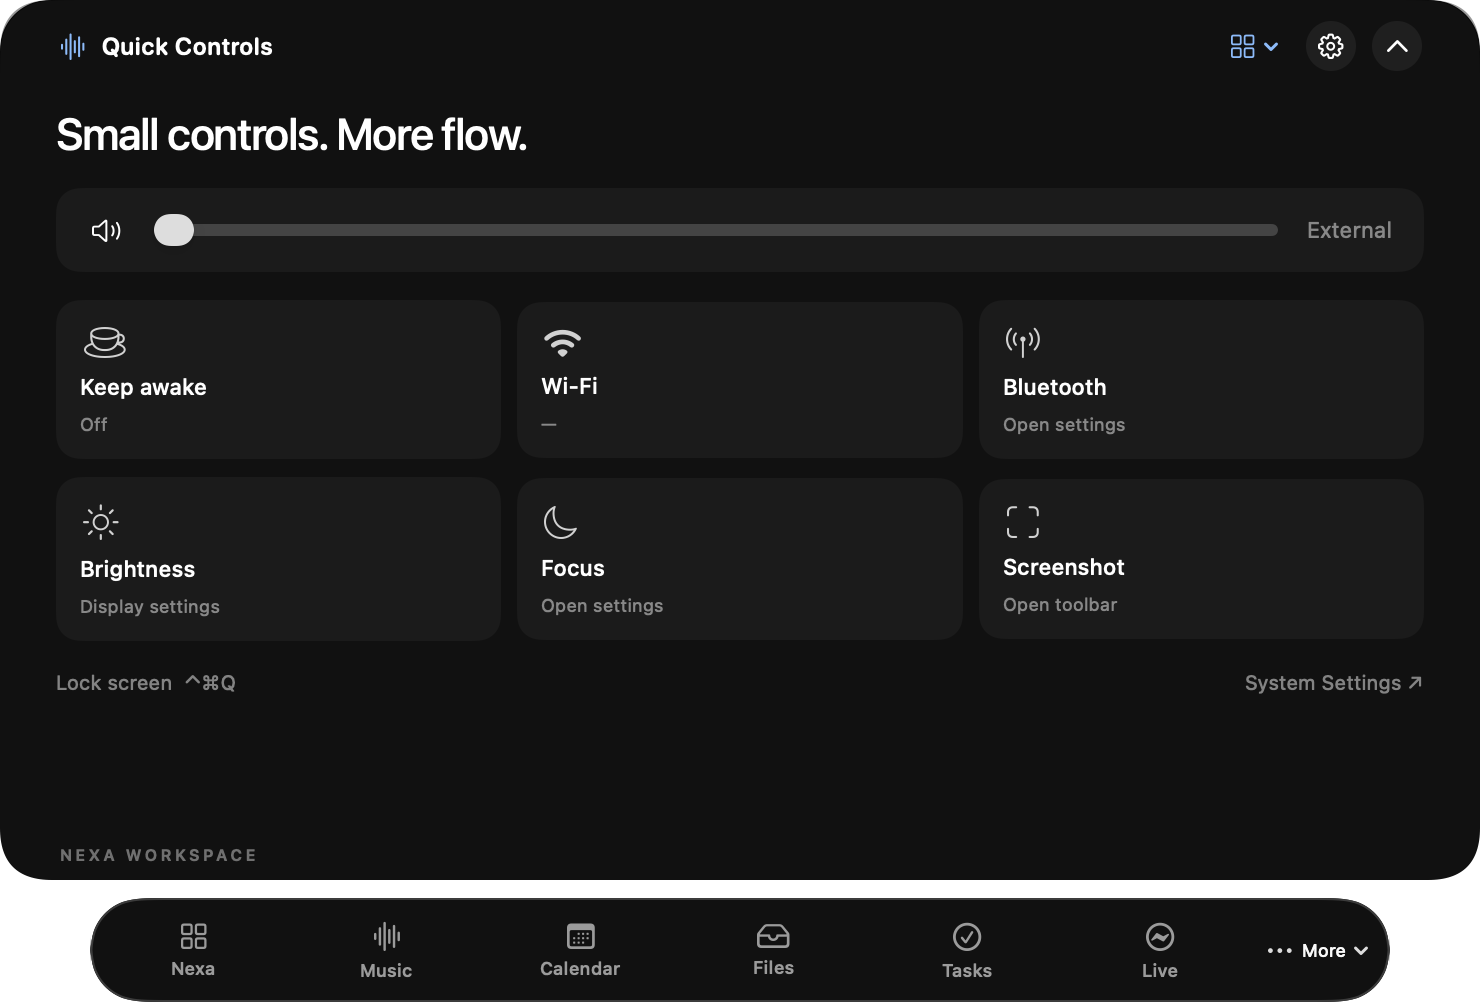 Quick Controls
Small controls. More flow.
External
Keep awake
Off
Wi-Fi
—
Bluetooth
Open settings
Brightness
Display settings
Focus
Open settings
Screenshot
Open toolbar
Lock screen ^⌘Q
System Settings ↗
NEXA WORKSPACE
Nexa
Music
Calendar
Files
Tasks
Live
··· More